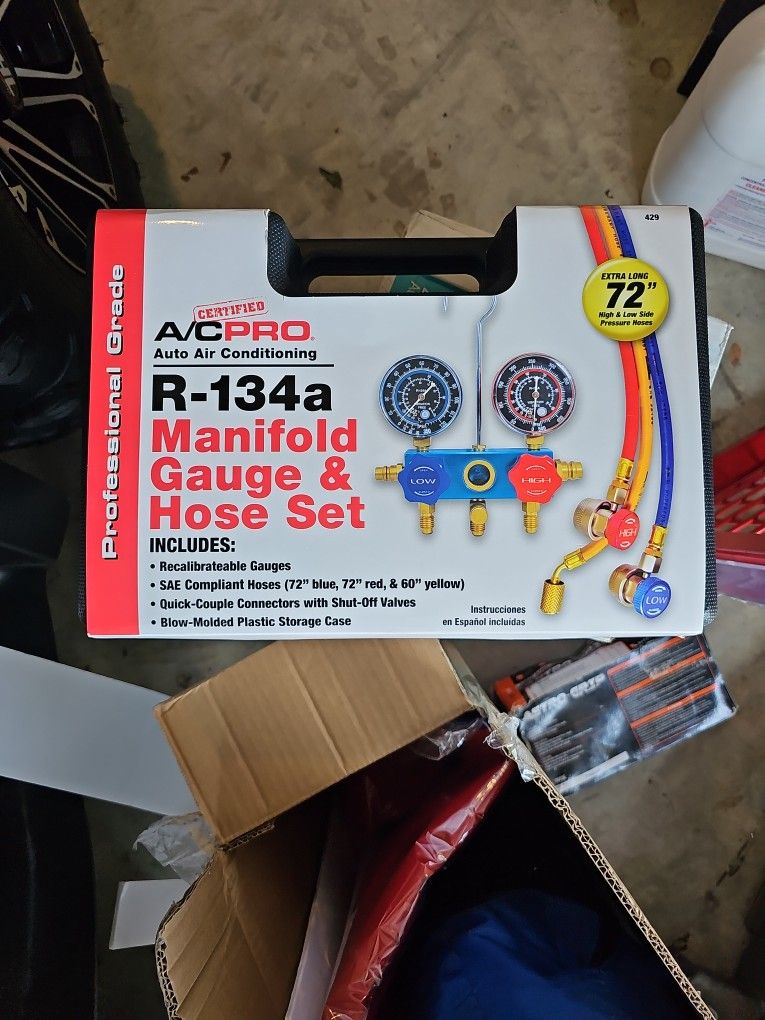 429
Professional Grade
CERTIFIED
A/CPRO®
Auto Air Conditioning
R-134a
Manifold
Gauge &
Hose Set
INCLUDES:
• Recalibrateable Gauges
• SAE Compliant Hoses (72” blue, 72” red, & 60” yellow)
• Quick-Couple Connectors with Shut-Off Valves
• Blow-Molded Plastic Storage Case
EXTRA LONG
72”
High & Low Side
Pressure Hoses
LOW
HIGH
HIGH
LOW
Instrucciones
en Español incluidas